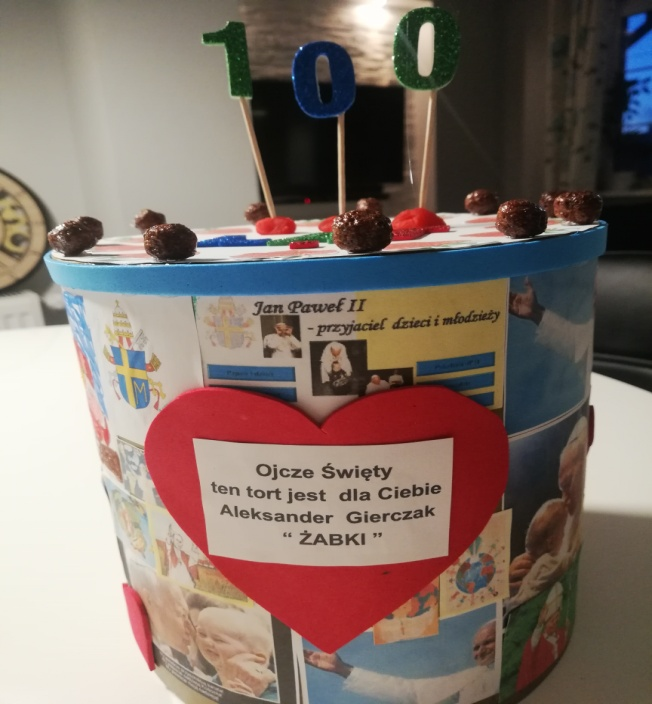 100
Jan Paweł II
- przyjaciel dzieci i młodzieży
Ojcze Święty
ten tort jest dla Ciebie
Aleksander Gierczak
“ ŻABKI ”
M